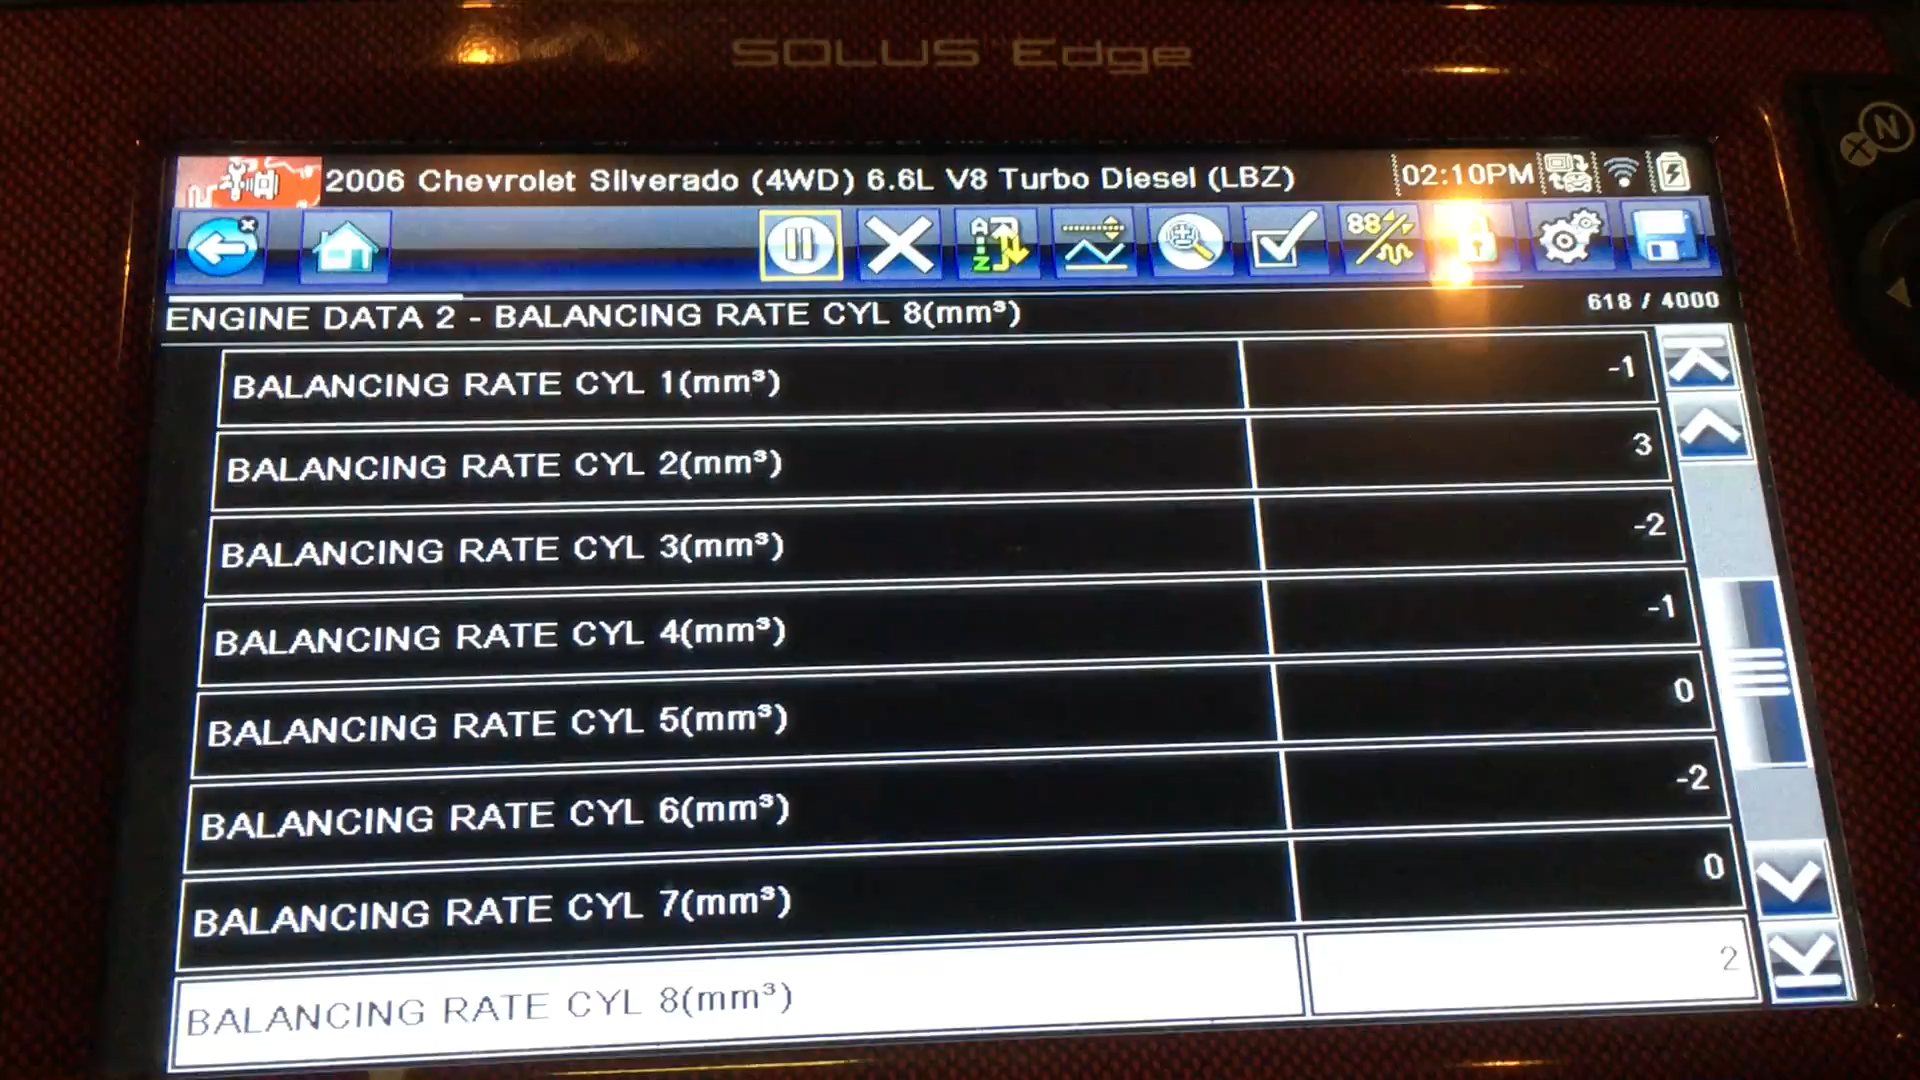 SOLUS Edge
2006 Chevrolet Silverado (4WD) 6.6L V8 Turbo Diesel (LBZ) 02:10PM
N
A
Z
88
ENGINE DATA 2 - BALANCING RATE CYL 8(mm³) 618 / 4000
BALANCING RATE CYL 1(mm³) -1
BALANCING RATE CYL 2(mm³) 3
BALANCING RATE CYL 3(mm³) -2
BALANCING RATE CYL 4(mm³) -1
BALANCING RATE CYL 5(mm³) 0
BALANCING RATE CYL 6(mm³) -2
BALANCING RATE CYL 7(mm³) 0
BALANCING RATE CYL 8(mm³) 2